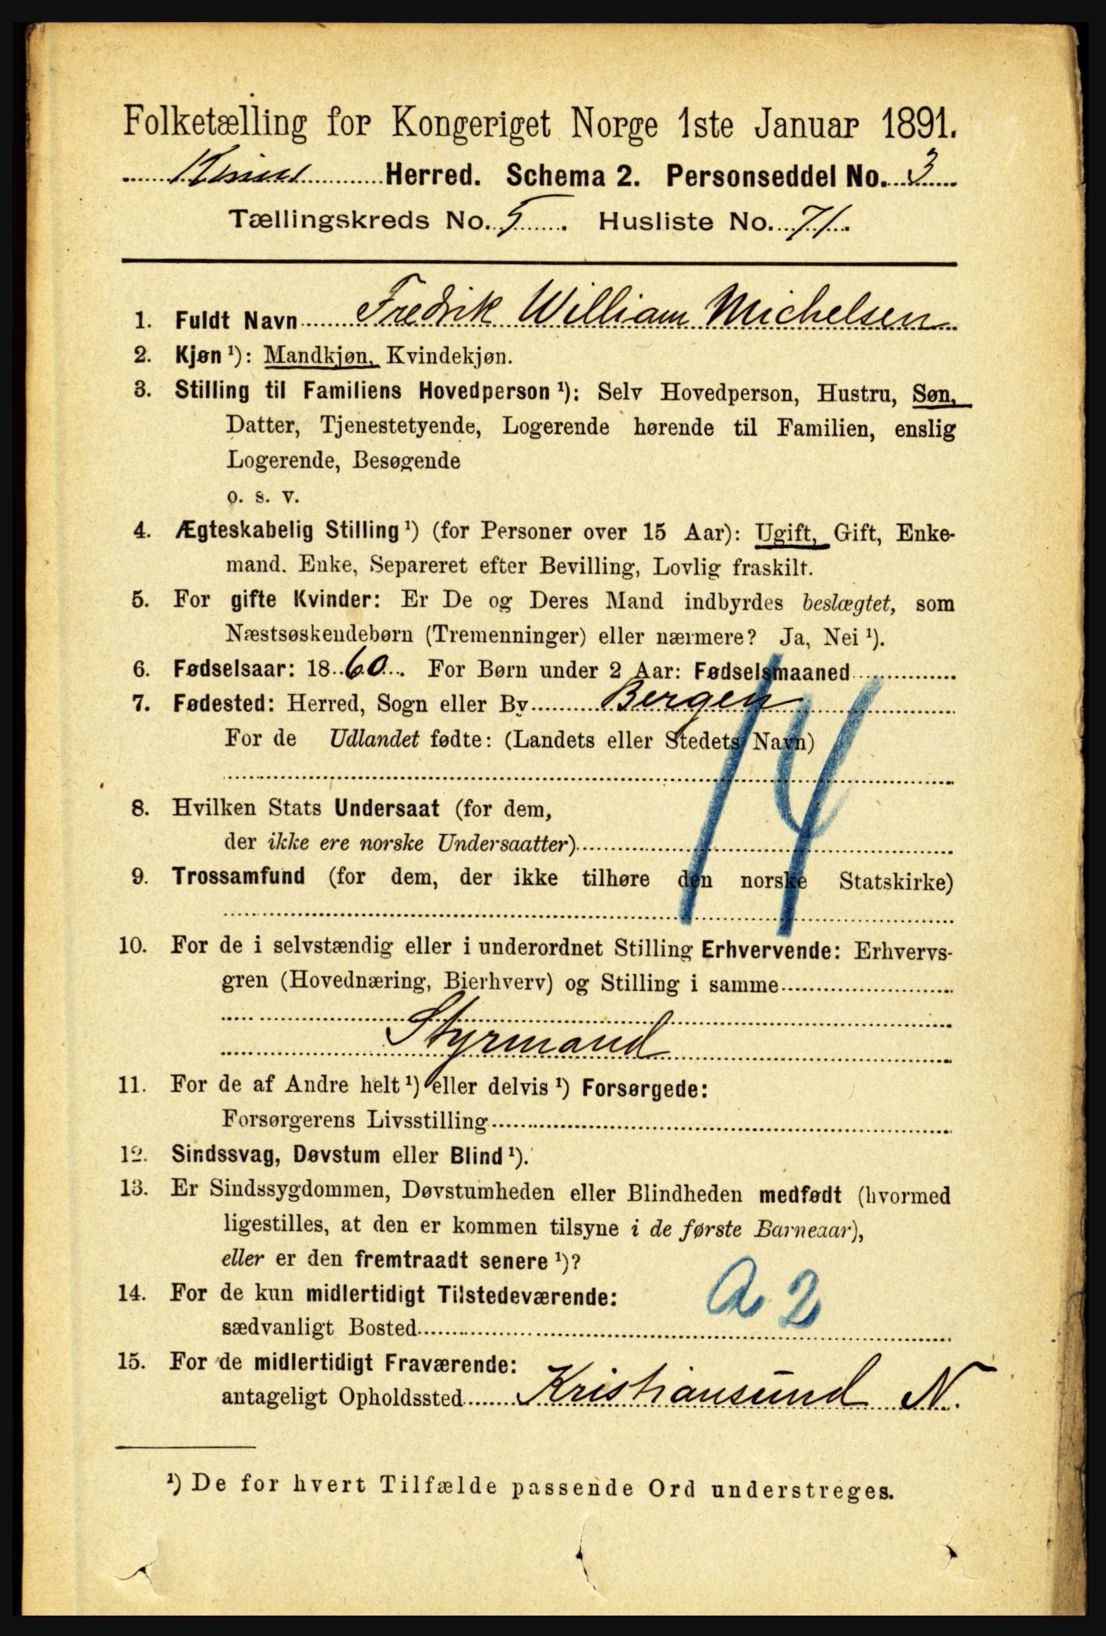 Folketælling for Kongeriget Norge 1ste Januar 1891.
Kinn Herred. Schema 2. Personseddel No. 3
Tællingskreds No. 5. Husliste No. 71.
1. Fuldt Navn Fredrik William Michelsen
2. Kjøn ¹): Mandkjøn, Kvindekjøn.
3. Stilling til Familiens Hovedperson ¹): Selv Hovedperson, Hustru, Søn,
Datter, Tjenestetyende, Logerende hørende til Familien, enslig
Logerende, Besøgende
o. s. v.
4. Ægteskabelig Stilling ¹) (for Personer over 15 Aar): Ugift, Gift, Enke-
mand. Enke, Separeret efter Bevilling, Lovlig fraskilt.
5. For gifte Kvinder: Er De og Deres Mand indbyrdes beslægtet, som
Næstsøskendebørn (Tremenninger) eller nærmere? Ja, Nei ¹).
6. Fødselsaar: 1860. For Børn under 2 Aar: Fødselsmaaned
7. Fødested: Herred, Sogn eller By Bergen
For de Udlandet fødte: (Landets eller Stedets Navn)
14
8. Hvilken Stats Undersaat (for dem,
der ikke ere norske Undersaatter)
9. Trossamfund (for dem, der ikke tilhøre den norske Statskirke)
10. For de i selvstændig eller i underordnet Stilling Erhvervende: Erhvervs-
gren (Hovednæring, Bierhverv) og Stilling i samme
Styrmand
11. For de af Andre helt ¹) eller delvis ¹) Forsørgede:
Forsørgerens Livsstilling
12. Sindssvag, Døvstum eller Blind ¹).
13. Er Sindssygdommen, Døvstumheden eller Blindheden medfødt (hvormed
ligestilles, at den er kommen tilsyne i de første Barneaar),
eller er den fremtraadt senere ¹)?
14. For de kun midlertidigt Tilstedeværende: a 2
sædvanligt Bosted
15. For de midlertidigt Fraværende:
antageligt Opholdssted Kristiansund N.
¹) De for hvert Tilfælde passende Ord understreges.